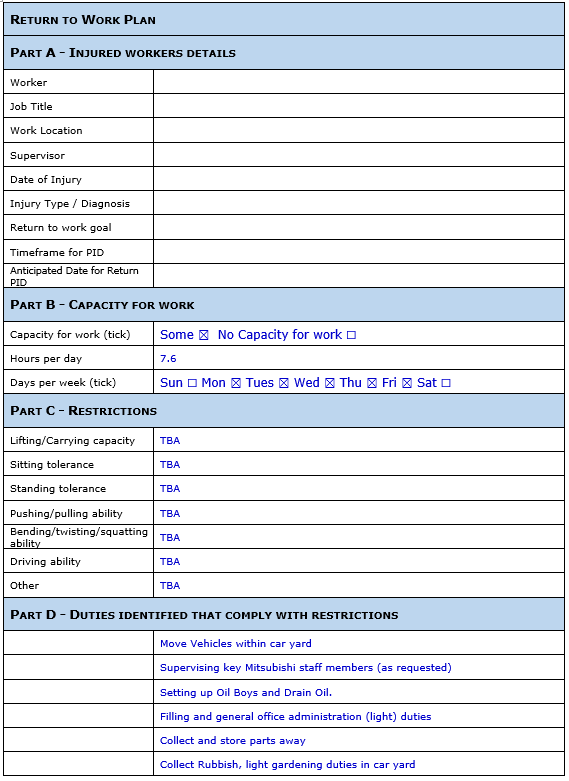 Return to Work Plan
Part A - Injured workers details
Worker
Job Title
Work Location
Supervisor
Date of Injury
Injury Type / Diagnosis
Return to work goal
Timeframe for PID
Anticipated Date for Return
PID
Part B - Capacity for work
Capacity for work (tick) Some ☒ No Capacity for work ☐
Hours per day 7.6
Days per week (tick) Sun ☐ Mon ☒ Tues ☒ Wed ☒ Thu ☒ Fri ☒ Sat ☐
Part C - Restrictions
Lifting/Carrying capacity TBA
Sitting tolerance TBA
Standing tolerance TBA
Pushing/pulling ability TBA
Bending/twisting/squatting
ability TBA
Driving ability TBA
Other TBA
Part D - Duties identified that comply with restrictions
Move Vehicles within car yard
Supervising key Mitsubishi staff members (as requested)
Setting up Oil Boys and Drain Oil.
Filling and general office administration (light) duties
Collect and store parts away
Collect Rubbish, light gardening duties in car yard